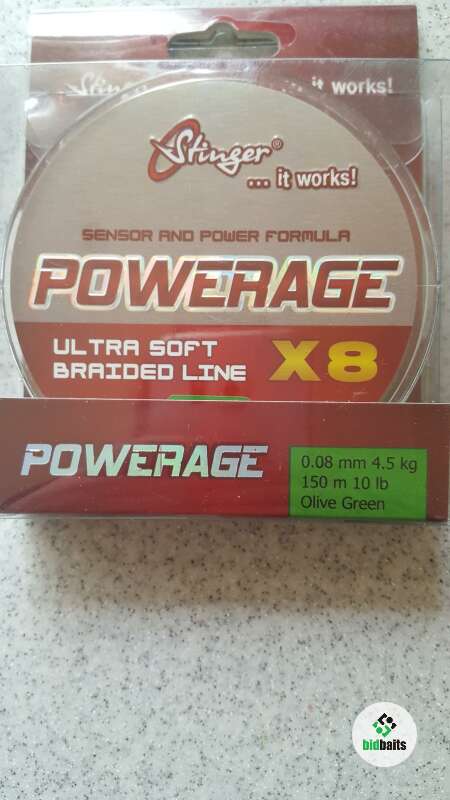 Stinger
it works!
Stinger®
... it works!
SENSOR AND POWER FORMULA
POWERAGE
ULTRA SOFT
BRAIDED LINE X8
POWERAGE
0.08 mm 4.5 kg
150 m 10 lb
Olive Green
bidbaits